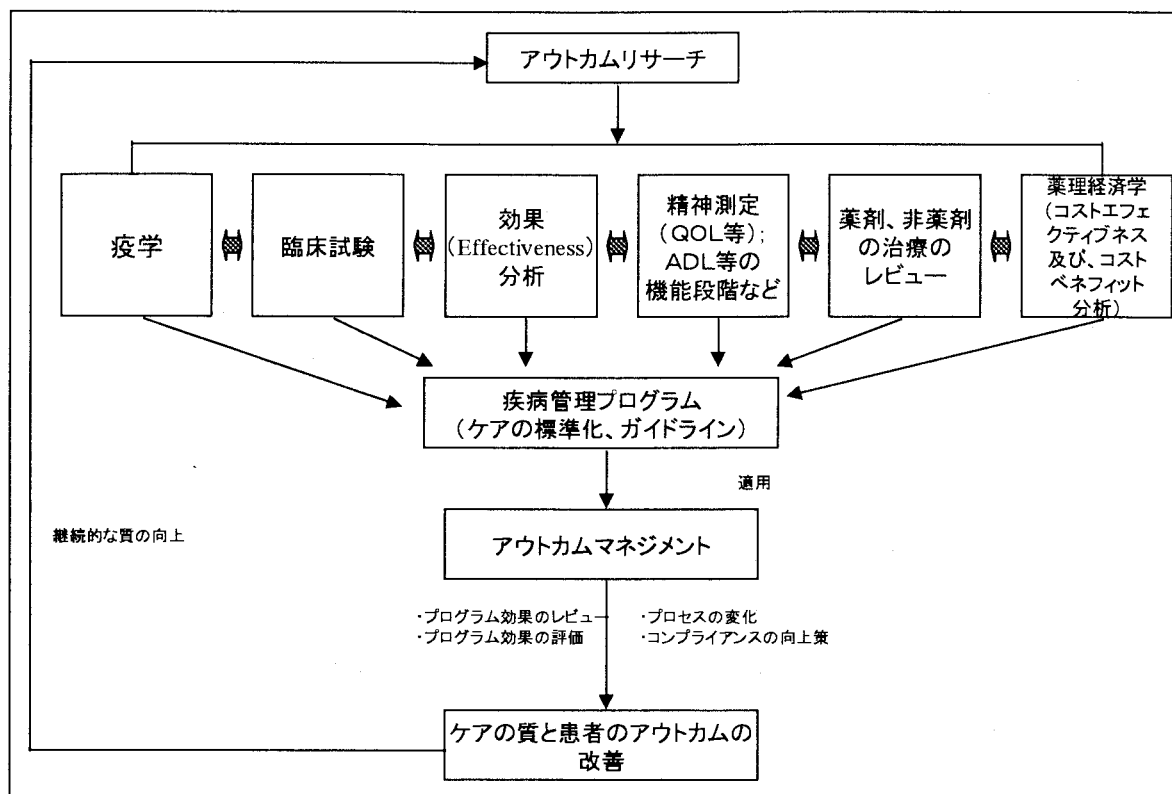 アウトカムリサーチ
疫学
臨床試験
効果
(Effectiveness)
分析
精神測定
(QOL等);
ADL等の
機能段階など
薬剤、非薬剤
の治療の
レビュー
薬理経済学
(コストエフェ
クティブネス
及び、コスト
ベネフィット
分析)
疾病管理プログラム
(ケアの標準化、ガイドライン)
適用
継続的な質の向上
アウトカムマネジメント
・プログラム効果のレビュー
・プログラム効果の評価
・プロセスの変化
・コンプライアンスの向上策
ケアの質と患者のアウトカムの
改善